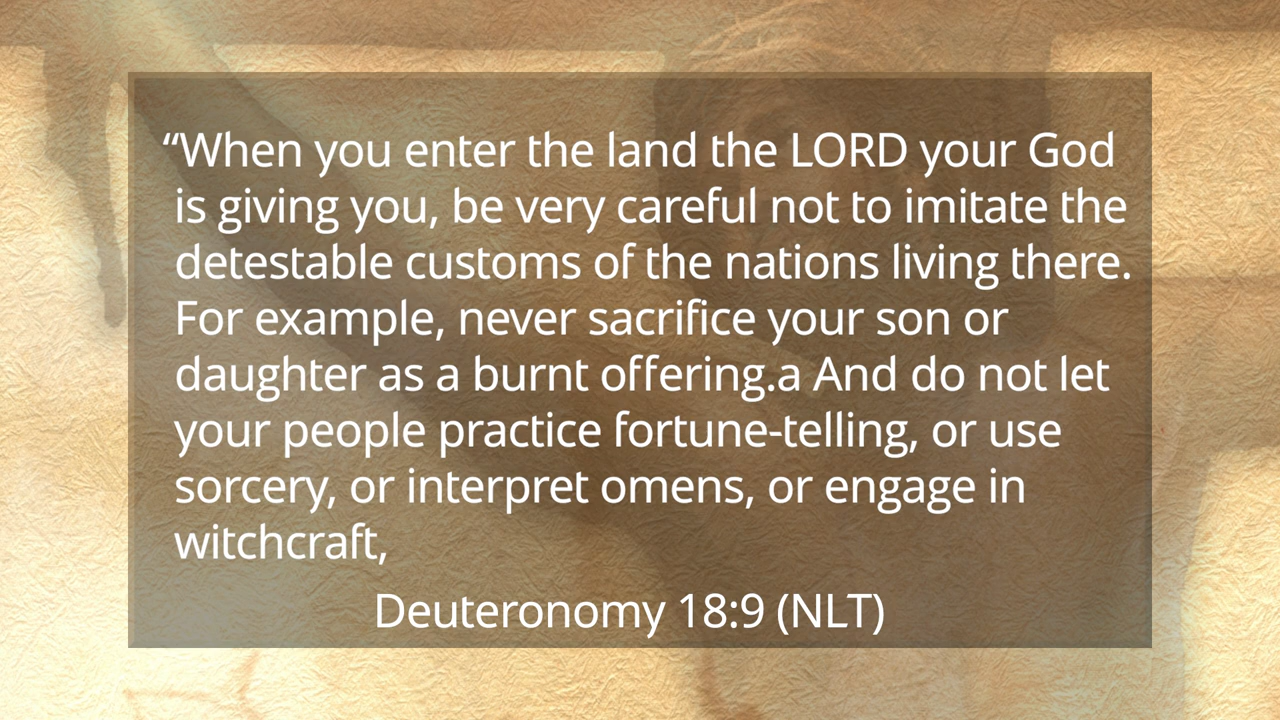 “When you enter the land the LORD your God
is giving you, be very careful not to imitate the
detestable customs of the nations living there.
For example, never sacrifice your son or
daughter as a burnt offering.a And do not let
your people practice fortune-telling, or use
sorcery, or interpret omens, or engage in
witchcraft,
Deuteronomy 18:9 (NLT)